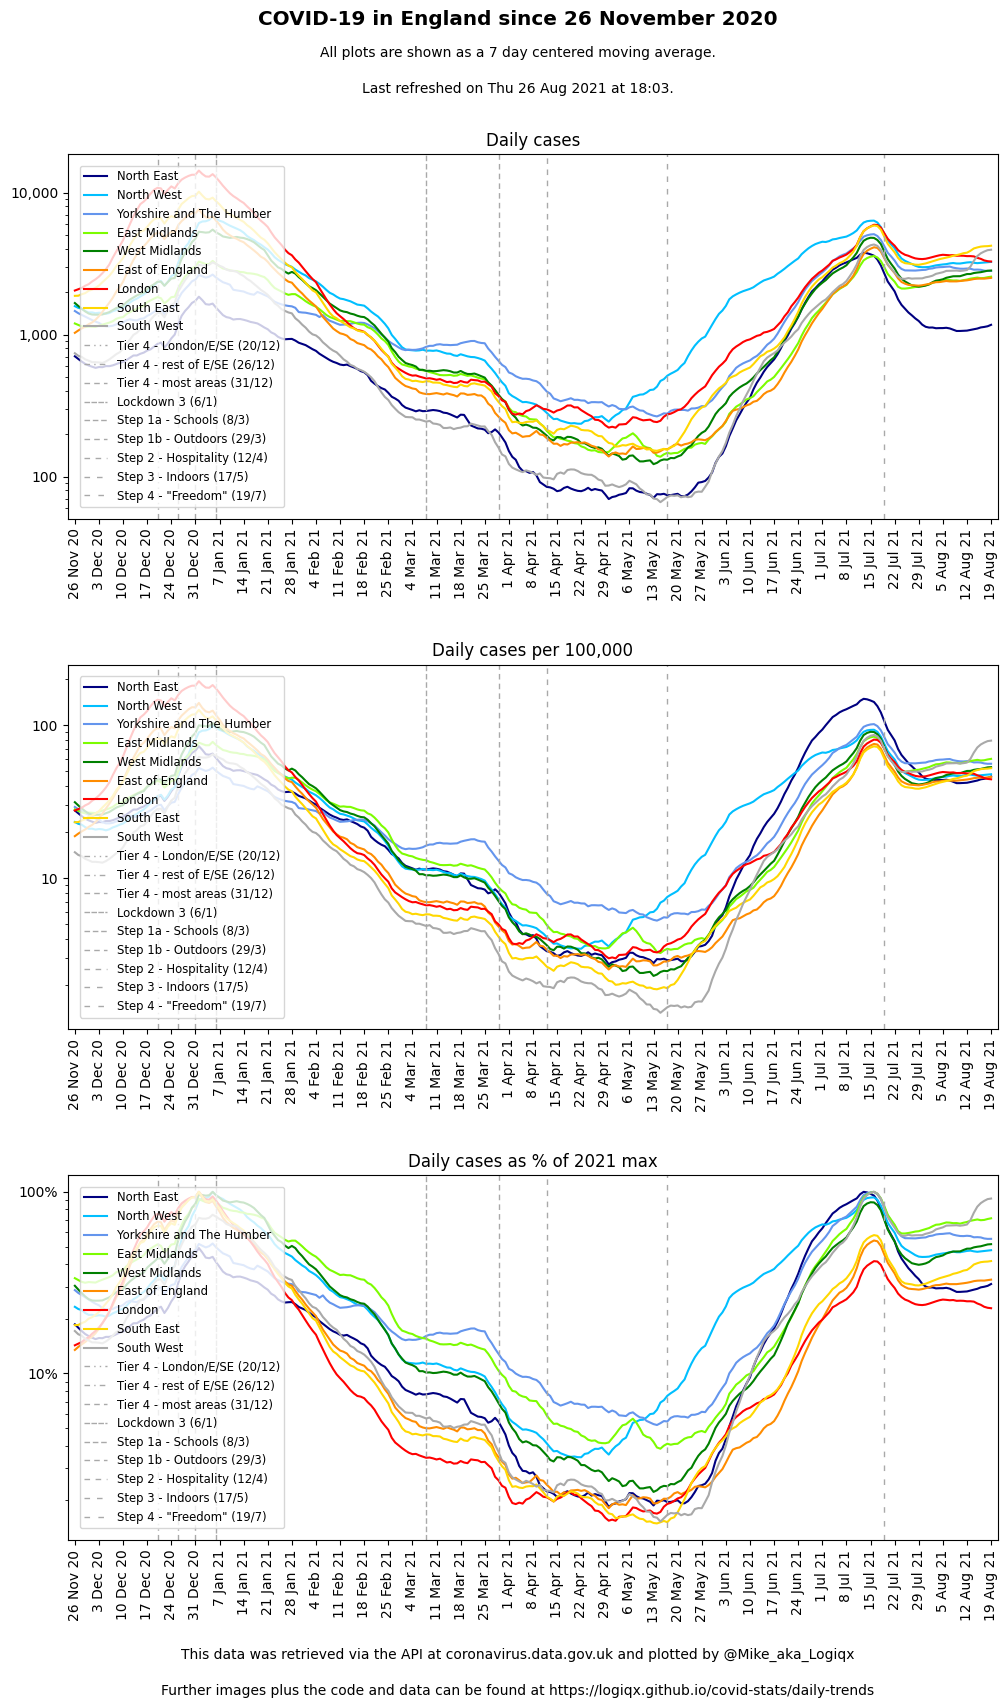 COVID-19 in England since 26 November 2020
All plots are shown as a 7 day centered moving average.
Last refreshed on Thu 26 Aug 2021 at 18:03.
Daily cases
10,000
1,000
100
North East
North West
Yorkshire and The Humber
East Midlands
West Midlands
East of England
London
South East
South West
Tier 4 - London/E/SE (20/12)
Tier 4 - rest of E/SE (26/12)
Tier 4 - most areas (31/12)
Lockdown 3 (6/1)
Step 1a - Schools (8/3)
Step 1b - Outdoors (29/3)
Step 2 - Hospitality (12/4)
Step 3 - Indoors (17/5)
Step 4 - "Freedom" (19/7)
26 Nov 20
3 Dec 20
10 Dec 20
17 Dec 20
24 Dec 20
31 Dec 20
7 Jan 21
14 Jan 21
21 Jan 21
28 Jan 21
4 Feb 21
11 Feb 21
18 Feb 21
25 Feb 21
4 Mar 21
11 Mar 21
18 Mar 21
25 Mar 21
1 Apr 21
8 Apr 21
15 Apr 21
22 Apr 21
29 Apr 21
6 May 21
13 May 21
20 May 21
27 May 21
3 Jun 21
10 Jun 21
17 Jun 21
24 Jun 21
1 Jul 21
8 Jul 21
15 Jul 21
22 Jul 21
29 Jul 21
5 Aug 21
12 Aug 21
19 Aug 21
Daily cases per 100,000
100
10
North East
North West
Yorkshire and The Humber
East Midlands
West Midlands
East of England
London
South East
South West
Tier 4 - London/E/SE (20/12)
Tier 4 - rest of E/SE (26/12)
Tier 4 - most areas (31/12)
Lockdown 3 (6/1)
Step 1a - Schools (8/3)
Step 1b - Outdoors (29/3)
Step 2 - Hospitality (12/4)
Step 3 - Indoors (17/5)
Step 4 - "Freedom" (19/7)
26 Nov 20
3 Dec 20
10 Dec 20
17 Dec 20
24 Dec 20
31 Dec 20
7 Jan 21
14 Jan 21
21 Jan 21
28 Jan 21
4 Feb 21
11 Feb 21
18 Feb 21
25 Feb 21
4 Mar 21
11 Mar 21
18 Mar 21
25 Mar 21
1 Apr 21
8 Apr 21
15 Apr 21
22 Apr 21
29 Apr 21
6 May 21
13 May 21
20 May 21
27 May 21
3 Jun 21
10 Jun 21
17 Jun 21
24 Jun 21
1 Jul 21
8 Jul 21
15 Jul 21
22 Jul 21
29 Jul 21
5 Aug 21
12 Aug 21
19 Aug 21
Daily cases as % of 2021 max
100%
10%
North East
North West
Yorkshire and The Humber
East Midlands
West Midlands
East of England
London
South East
South West
Tier 4 - London/E/SE (20/12)
Tier 4 - rest of E/SE (26/12)
Tier 4 - most areas (31/12)
Lockdown 3 (6/1)
Step 1a - Schools (8/3)
Step 1b - Outdoors (29/3)
Step 2 - Hospitality (12/4)
Step 3 - Indoors (17/5)
Step 4 - "Freedom" (19/7)
26 Nov 20
3 Dec 20
10 Dec 20
17 Dec 20
24 Dec 20
31 Dec 20
7 Jan 21
14 Jan 21
21 Jan 21
28 Jan 21
4 Feb 21
11 Feb 21
18 Feb 21
25 Feb 21
4 Mar 21
11 Mar 21
18 Mar 21
25 Mar 21
1 Apr 21
8 Apr 21
15 Apr 21
22 Apr 21
29 Apr 21
6 May 21
13 May 21
20 May 21
27 May 21
3 Jun 21
10 Jun 21
17 Jun 21
24 Jun 21
1 Jul 21
8 Jul 21
15 Jul 21
22 Jul 21
29 Jul 21
5 Aug 21
12 Aug 21
19 Aug 21
This data was retrieved via the API at coronavirus.data.gov.uk and plotted by @Mike_aka_Logiqx
Further images plus the code and data can be found at https://logiqx.github.io/covid-stats/daily-trends